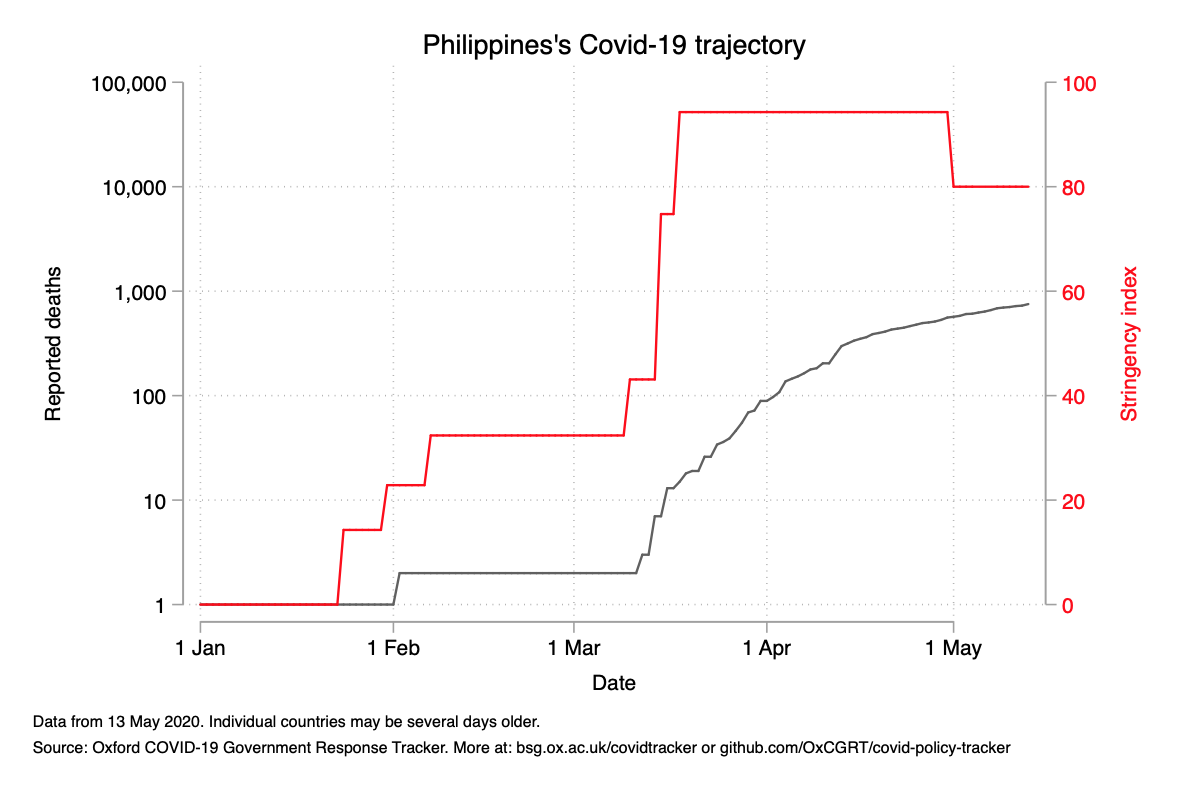 Philippines's Covid-19 trajectory
100,000
10,000
1,000
100
10
1
Reported deaths
100
80
60
40
20
0
Stringency index
1 Jan
1 Feb
1 Mar
1 Apr
1 May
Date
Data from 13 May 2020. Individual countries may be several days older.
Source: Oxford COVID-19 Government Response Tracker. More at: bsg.ox.ac.uk/covidtracker or github.com/OxCGRT/covid-policy-tracker